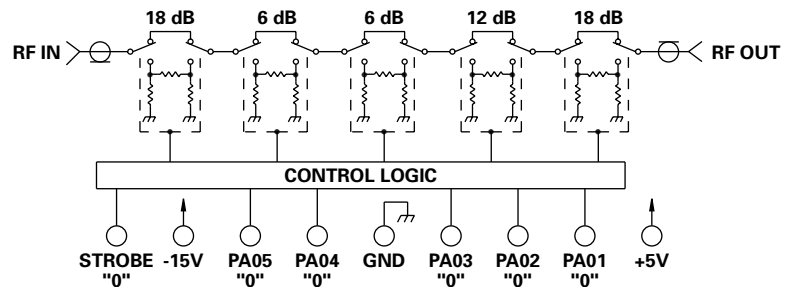 18 dB 6 dB 6 dB 12 dB 18 dB
RF IN RF OUT
CONTROL LOGIC
STROBE -15V PA05 PA04 GND PA03 PA02 PA01 +5V
"0" "0" "0" "0" "0" "0"